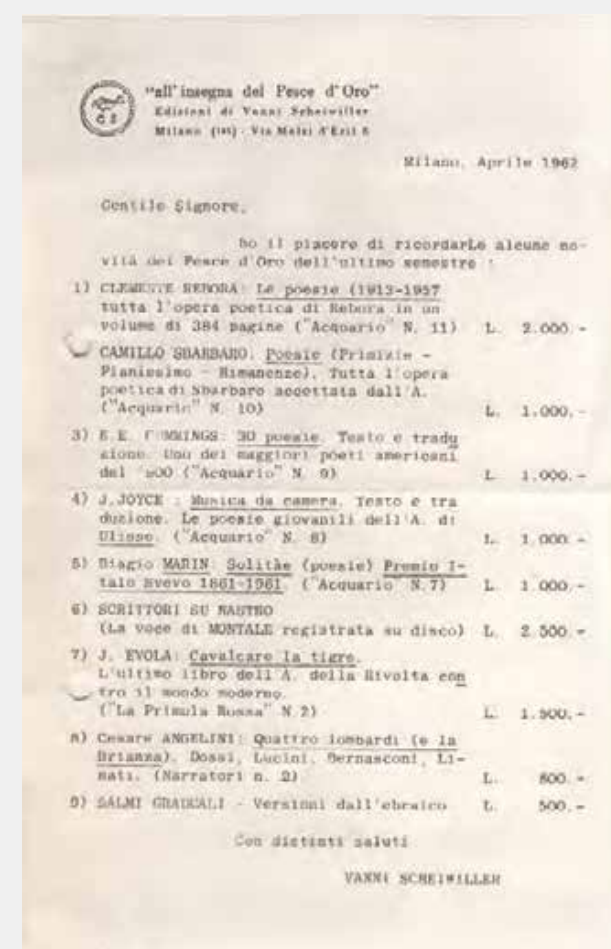 "all'insegna del Pesce d'Oro"
Edizioni di Vanni Scheiwiller
Milano (141) - Via Melzi d'Eril 6
Milano, Aprile 1962
Gentile Signore,
ho il piacere di ricordarLe alcune no-
vità del Pesce d'Oro dell'ultimo semestre :
1) CLEMENTE REBORA: Le poesie (1913-1957
tutta l'opera poetica di Rebora in un
volume di 384 pagine ("Acquario" N. 11) L. 2.000.-
CAMILLO SBARBARO. Poesie (Primizie -
Pianissimo - Rimanenze). Tutta l'opera
poetica di Sbarbaro accettata dall'A.
("Acquario" N. 10) L. 1.000.-
3) E.E. CUMMINGS: 30 poesie. Testo e tradu
zione. Uno dei maggiori poeti americani
del '900 ("Acquario" N. 9) L. 1.000.-
4) J.JOYCE : Musica da camera. Testo e tra
duzione. Le poesie giovanili dell'A. di
Ulisse. ("Acquario" N. 8) L. 1.000.-
5) Biagio MARIN: Solitàe (poesie) Premio I-
talo Svevo 1861-1961. ("Acquario" N.7) L. 1.000.-
6) SCRITTORI SU NASTRO
(La voce di MONTALE registrata su disco) L. 2.500.-
7) J. EVOLA: Cavalcare la tigre.
L'ultimo libro dell'A. della Rivolta con
tro il mondo moderno.
("La Primula Rossa" N.2) L. 1.500.-
8) Cesare ANGELINI: Quattro lombardi (e la
Brianza). Dossi, Lucini, Bernasconi, Li-
nati. (Narratori n. 2) L. 800.-
9) SALMI GRADUALI - Versioni dall'ebraico L. 500.-
Con distinti saluti
VANNI SCHEIWILLER